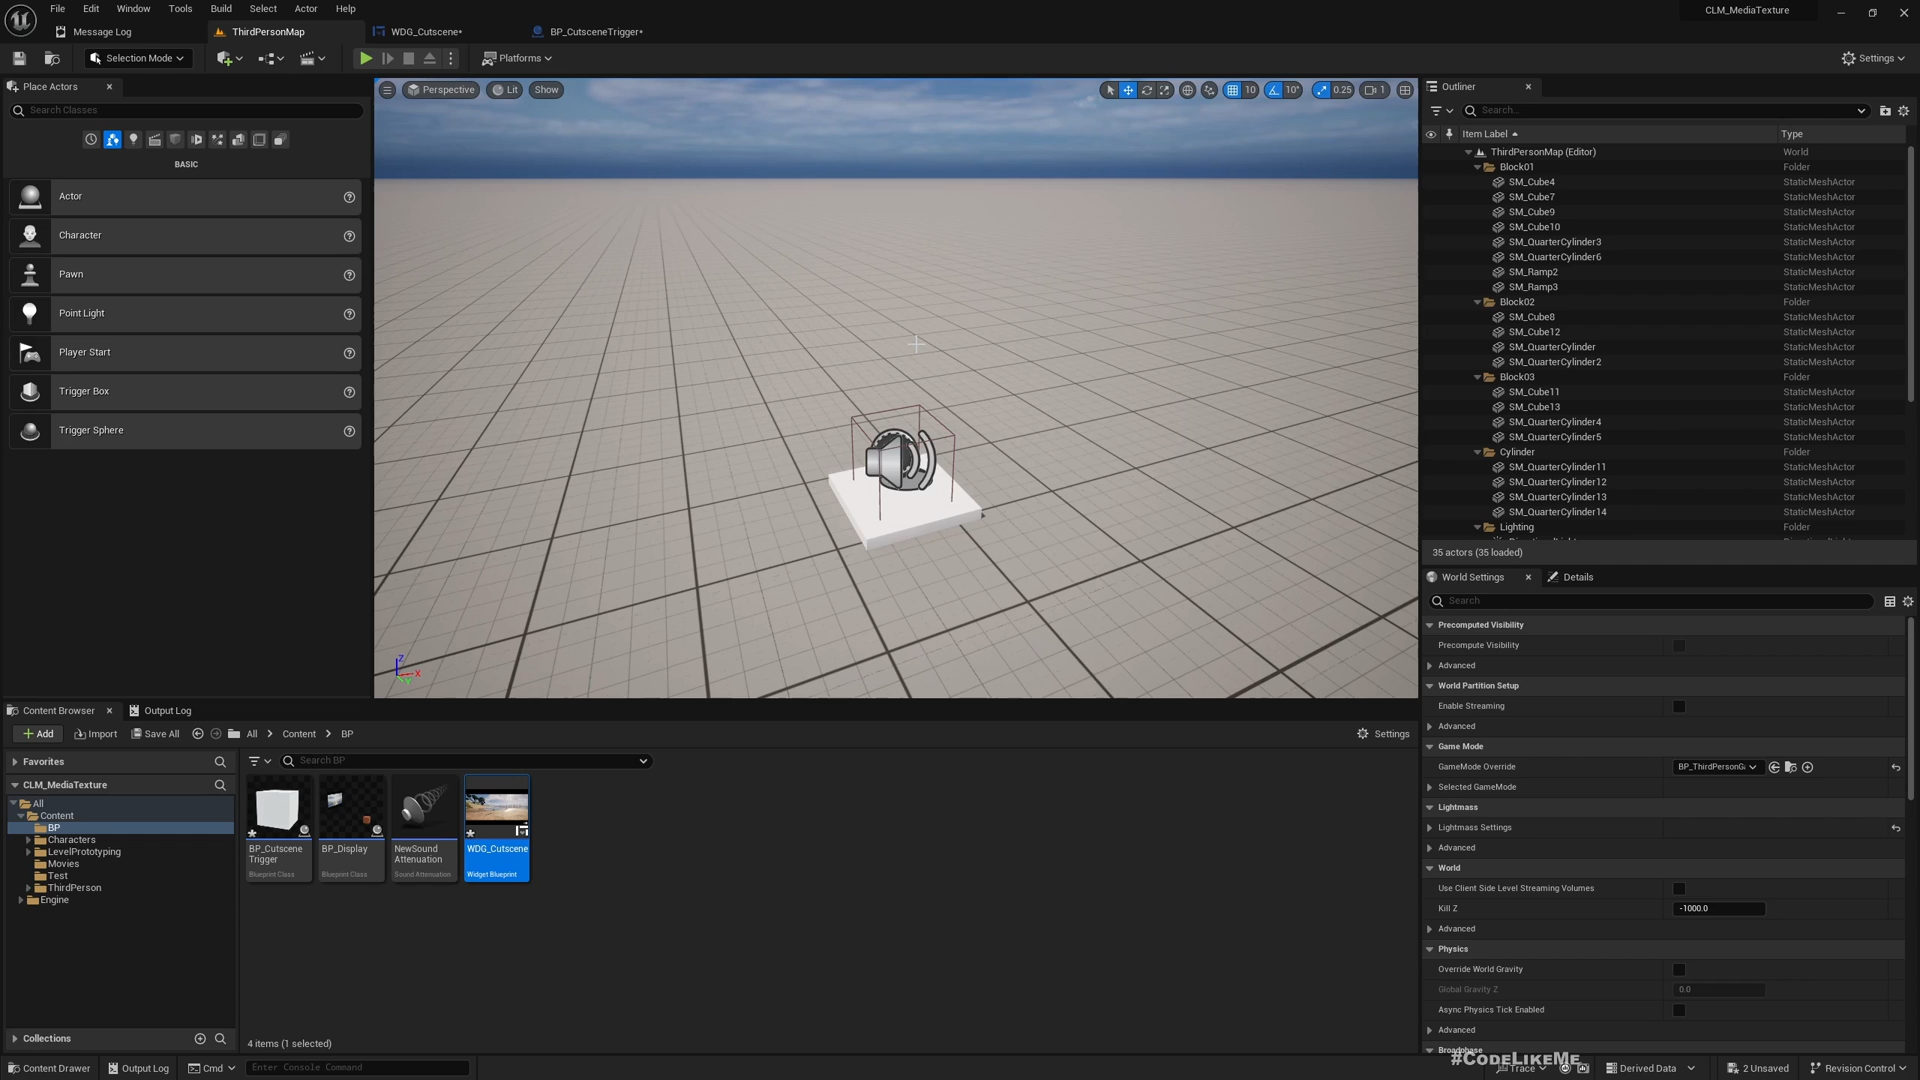 File Edit Window Tools Build Select Actor Help
CLM_MediaTexture
Message Log
ThirdPersonMap
WDG_Cutscene*
BP_CutsceneTrigger*
Selection Mode
Platforms
Settings
Place Actors
Search Classes
BASIC
Actor
Character
Pawn
Point Light
Player Start
Trigger Box
Trigger Sphere
Perspective
Lit
Show
10
10°
0.25
1
Z
X
Outliner
Search...
Item Label
Type
ThirdPersonMap (Editor) World
Block01 Folder
SM_Cube4 StaticMeshActor
SM_Cube7 StaticMeshActor
SM_Cube9 StaticMeshActor
SM_Cube10 StaticMeshActor
SM_QuarterCylinder3 StaticMeshActor
SM_QuarterCylinder6 StaticMeshActor
SM_Ramp2 StaticMeshActor
SM_Ramp3 StaticMeshActor
Block02 Folder
SM_Cube8 StaticMeshActor
SM_Cube12 StaticMeshActor
SM_QuarterCylinder StaticMeshActor
SM_QuarterCylinder2 StaticMeshActor
Block03 Folder
SM_Cube11 StaticMeshActor
SM_Cube13 StaticMeshActor
SM_QuarterCylinder4 StaticMeshActor
SM_QuarterCylinder5 StaticMeshActor
Cylinder Folder
SM_QuarterCylinder11 StaticMeshActor
SM_QuarterCylinder12 StaticMeshActor
SM_QuarterCylinder13 StaticMeshActor
SM_QuarterCylinder14 StaticMeshActor
Lighting Folder
35 actors (35 loaded)
World Settings
Details
Search
Precomputed Visibility
Precompute Visibility
Advanced
World Partition Setup
Enable Streaming
Advanced
Game Mode
GameMode Override BP_ThirdPersonG
Selected GameMode
Lightmass
Lightmass Settings
Advanced
World
Use Client Side Level Streaming Volumes
Kill Z -1000.0
Advanced
Physics
Override World Gravity
Global Gravity Z 0.0
Async Physics Tick Enabled
Advanced
Broadphase
Content Browser
Output Log
Add
Import
Save All
All
Content
BP
Settings
Favorites
Search BP
CLM_MediaTexture
All
Content
BP
Characters
LevelPrototyping
Movies
Test
ThirdPerson
Engine
BP_Cutscene
Trigger
Blueprint Class
BP_Display
Blueprint Class
NewSound
Attenuation
Sound Attenuation
WDG_Cutscene
Widget Blueprint
Collections
4 items (1 selected)
#CodeLikeMe
Content Drawer
Output Log
Cmd
Enter Console Command
Trace
Derived Data
2 Unsaved
Revision Control